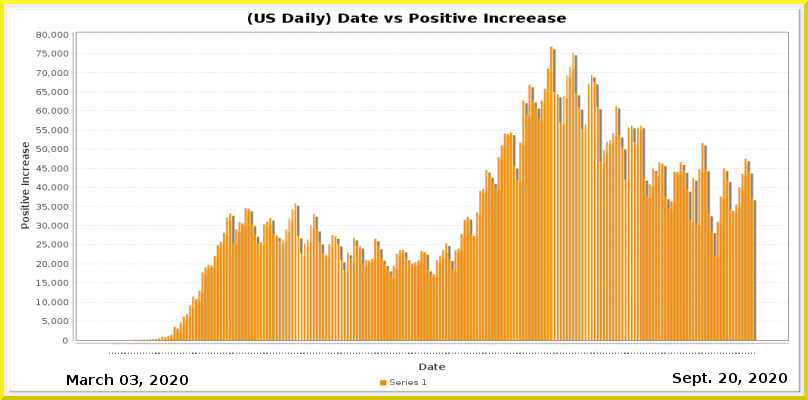 (US Daily) Date vs Positive Increease
80,000
75,000
70,000
65,000
60,000
55,000
50,000
45,000
40,000
35,000
30,000
25,000
20,000
15,000
10,000
5,000
0
Positive Increase
Date
March 03, 2020
Series 1
Sept. 20, 2020